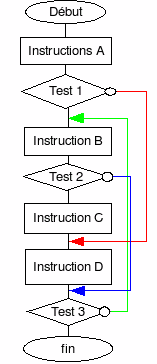 Début
Instructions A
Test 1
Instruction B
Test 2
Instruction C
Instruction D
Test 3
fin